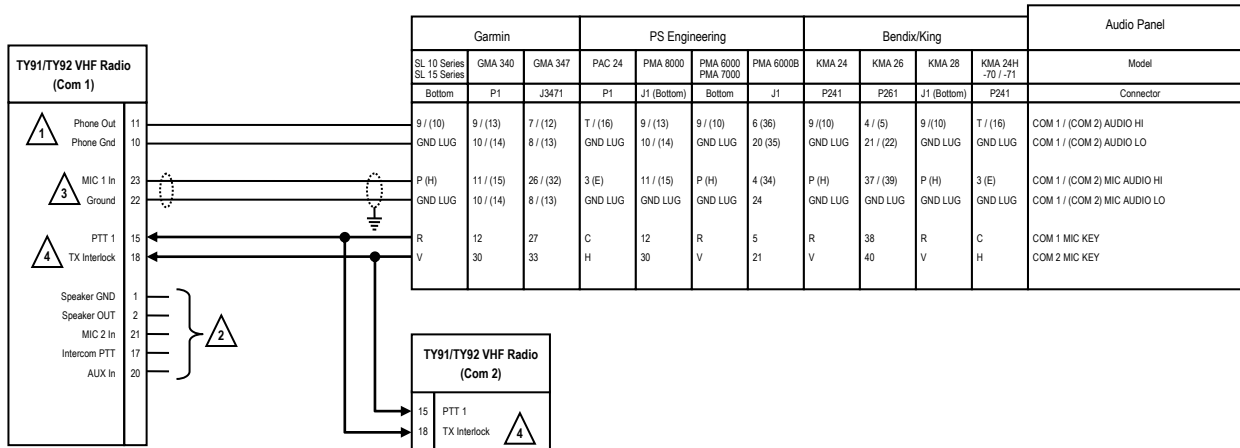 Garmin PS Engineering Bendix/King Audio Panel
SL 10 Series SL 15 Series GMA 340 GMA 347 PAC 24 PMA 8000 PMA 6000 PMA 7000 PMA 6000B KMA 24 KMA 26 KMA 28 KMA 24H -70 / -71 Model
Bottom P1 J3471 P1 J1 (Bottom) Bottom J1 P241 P261 J1 (Bottom) P241 Connector
9 / (10) 9 / (13) 7 / (12) T / (16) 9 / (13) 9 / (10) 6 (36) 9 /(10) 4 / (5) 9 /(10) T / (16) COM 1 / (COM 2) AUDIO HI
GND LUG 10 / (14) 8 / (13) GND LUG 10 / (14) GND LUG 20 (35) GND LUG 21 / (22) GND LUG GND LUG COM 1 / (COM 2) AUDIO LO
P (H) 11 / (15) 26 / (32) 3 (E) 11 / (15) P (H) 4 (34) P (H) 37 / (39) P (H) 3 (E) COM 1 / (COM 2) MIC AUDIO HI
GND LUG 10 / (14) 8 / (13) GND LUG GND LUG GND LUG 24 GND LUG GND LUG GND LUG GND LUG COM 1 / (COM 2) MIC AUDIO LO
R 12 27 C 12 R 5 R 38 R C COM 1 MIC KEY
V 30 33 H 30 V 21 V 40 V H COM 2 MIC KEY
TY91/TY92 VHF Radio
(Com 1)
1
Phone Out 11
Phone Gnd 10
3
MIC 1 In 23
Ground 22
4
PTT 1 15
TX Interlock 18
Speaker GND 1
Speaker OUT 2
MIC 2 In 21
Intercom PTT 17
AUX In 20
2
TY91/TY92 VHF Radio
(Com 2)
15 PTT 1
18 TX Interlock 4